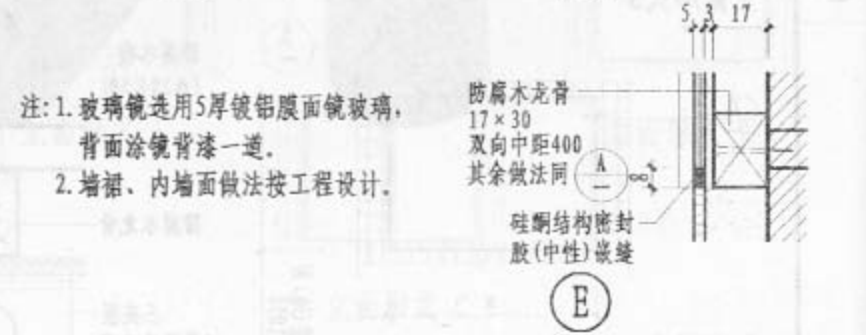 5 3 17
注: 1. 玻璃镜选用5厚镀铝膜面镜玻璃,
背面涂镜背漆一道。
2. 墙裙、内墙面做法按工程设计。
防腐木龙骨
17×30
双向中距400
其余做法同 A
8
硅酮结构密封
胶(中性)嵌缝
E